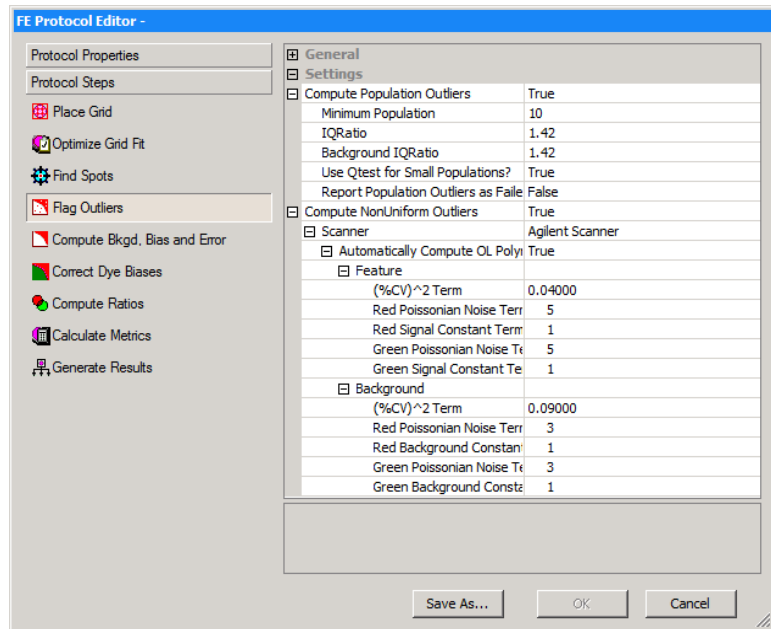 FE Protocol Editor -
Protocol Properties
Protocol Steps
Place Grid
Optimize Grid Fit
Find Spots
Flag Outliers
Compute Bkgd, Bias and Error
Correct Dye Biases
Compute Ratios
Calculate Metrics
Generate Results
General
Settings
Compute Population Outliers True
Minimum Population 10
IQRatio 1.42
Background IQRatio 1.42
Use Qtest for Small Populations? True
Report Population Outliers as Faile False
Compute NonUniform Outliers True
Scanner Agilent Scanner
Automatically Compute OL Polyn True
Feature
(%CV)^2 Term 0.04000
Red Poissonian Noise Terr 5
Red Signal Constant Term 1
Green Poissonian Noise Te 5
Green Signal Constant Te 1
Background
(%CV)^2 Term 0.09000
Red Poissonian Noise Terr 3
Red Background Constan 1
Green Poissonian Noise Te 3
Green Background Consta 1
Save As... OK Cancel